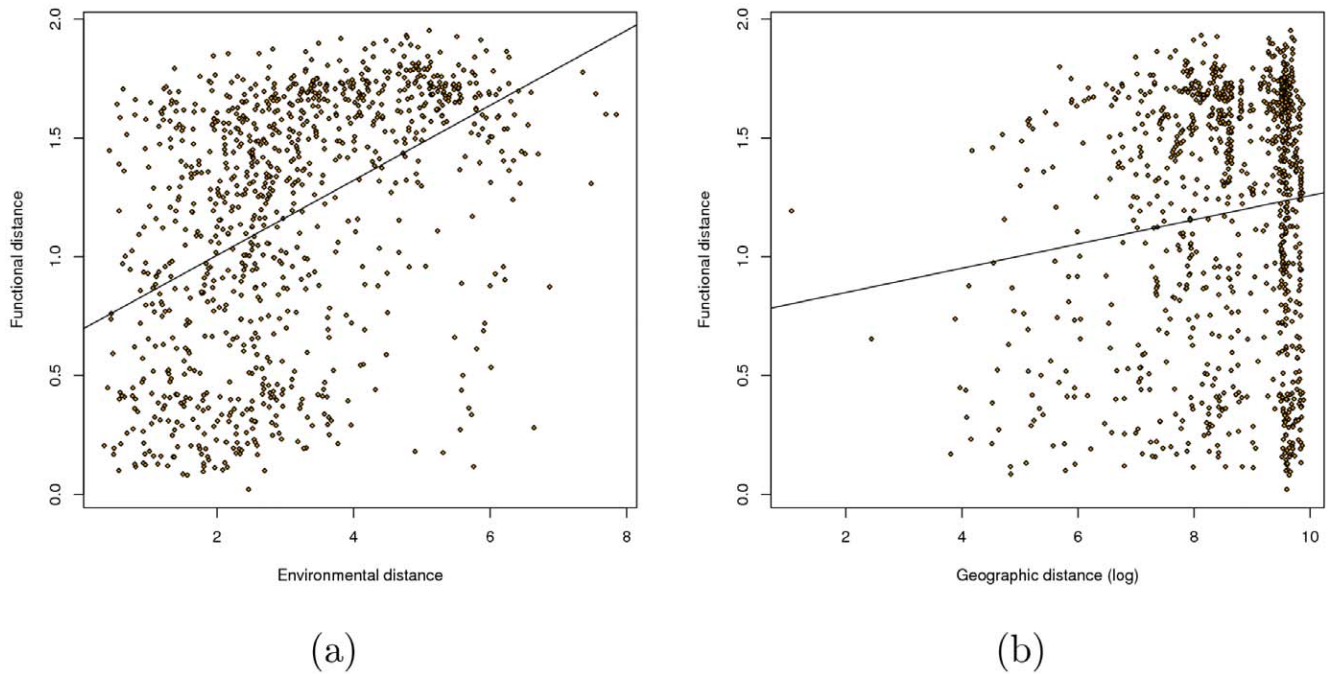 2.0
1.5
1.0
0.5
0.0
Functional distance
2 4 6 8
Environmental distance
(a)
2.0
1.5
1.0
0.5
0.0
Functional distance
2 4 6 8 10
Geographic distance (log)
(b)